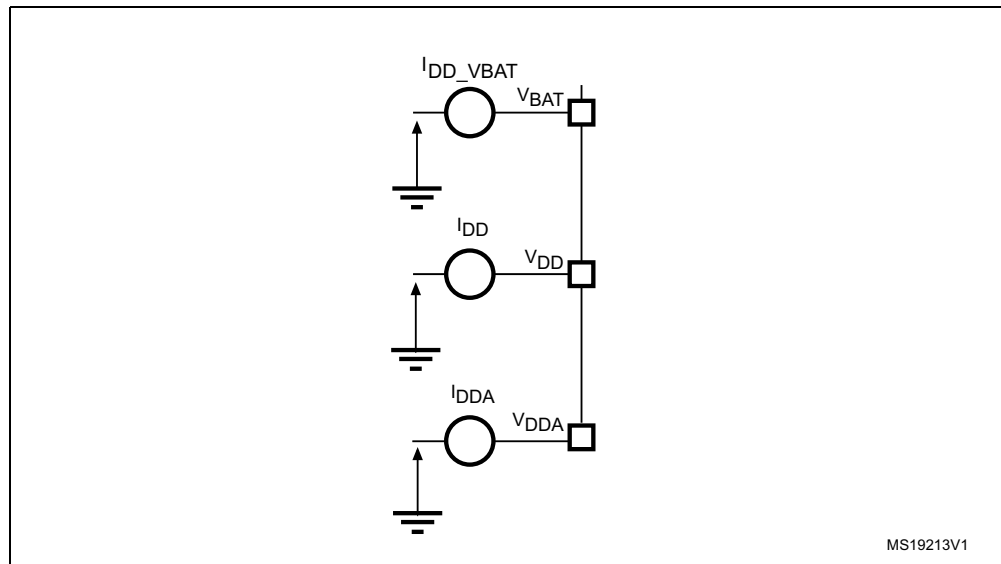 IDD_VBAT
VBAT
IDD
VDD
IDDA
VDDA
MS19213V1